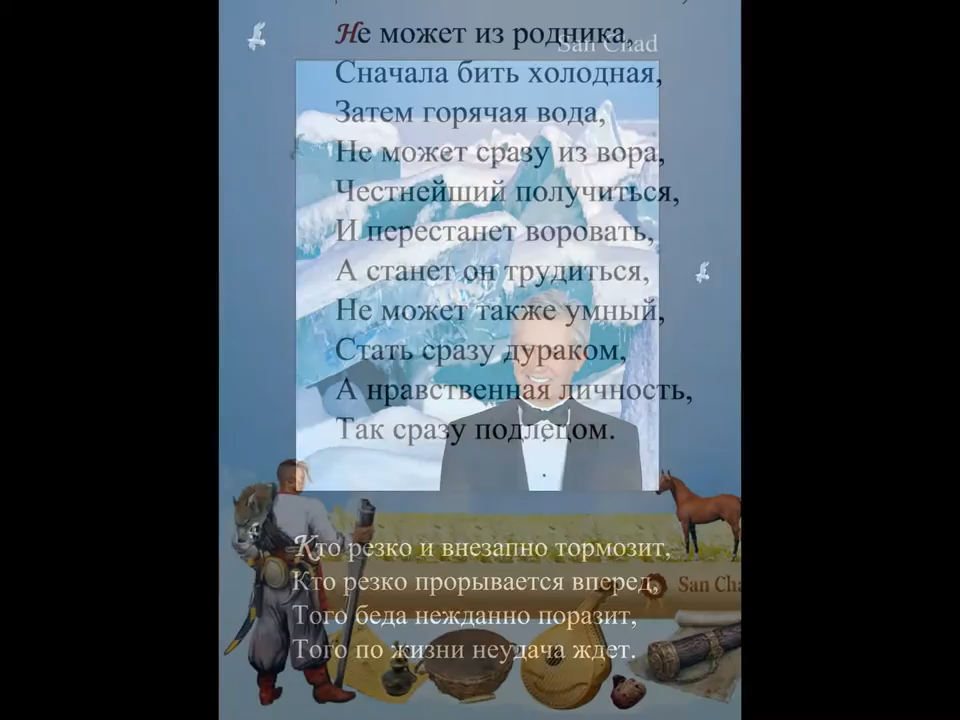 Не может из родника,
San Chad
Сначала бить холодная,
Затем горячая вода,
Не может сразу из вора,
Честнейший получиться,
И перестанет воровать,
А станет он трудиться,
Не может также умный,
Стать сразу дураком,
А нравственная личность,
Так сразу подлецом.
Кто резко и внезапно тормозит,
Кто резко прорывается вперед,
San Cha
Того беда нежданно поразит,
Того по жизни неудача ждет.